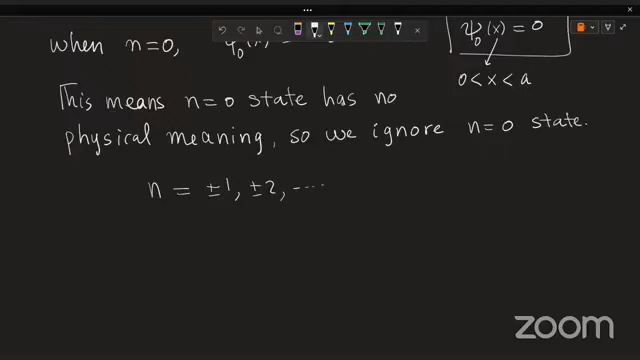 when n=0,
ψ₀(x) = 0
0 < x < a
This means n=0 state has no
physical meaning, so we ignore n=0 state.
n = ±1, ±2, ----
zoom